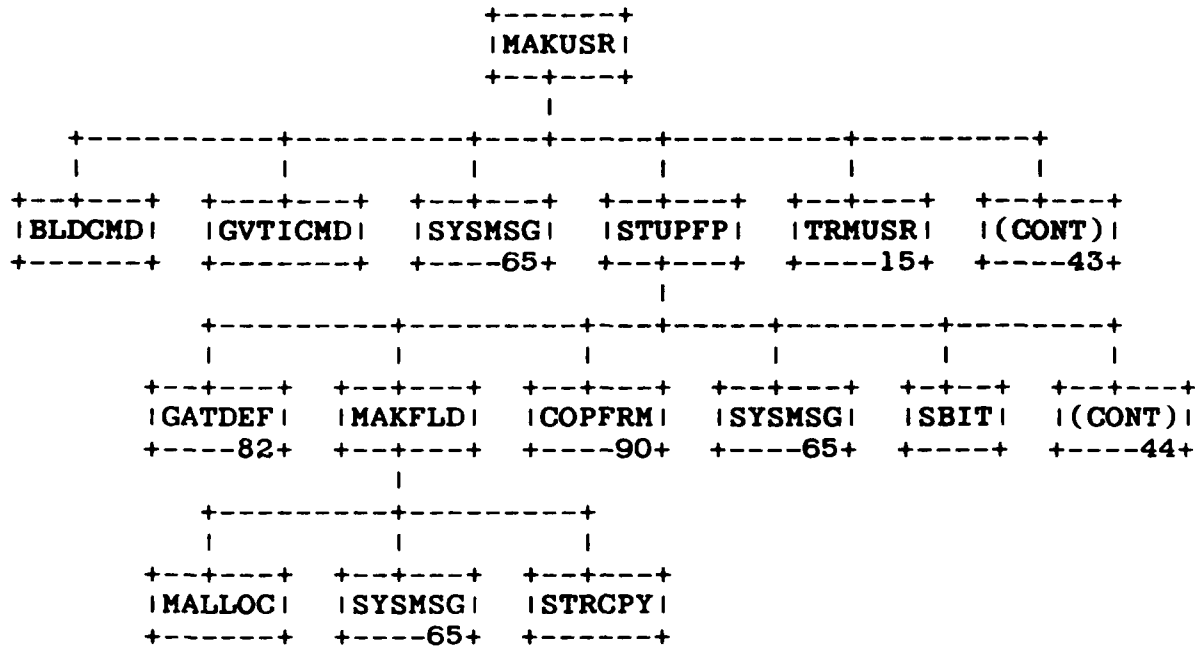 MAKUSR
BLDCMD GVTICMD SYSMSG STUPFP TRMUSR (CONT)
65 15 43
GATDEF MAKFLD COPFRM SYSMSG SBIT (CONT)
82 90 65 44
MALLOC SYSMSG STRCPY
65